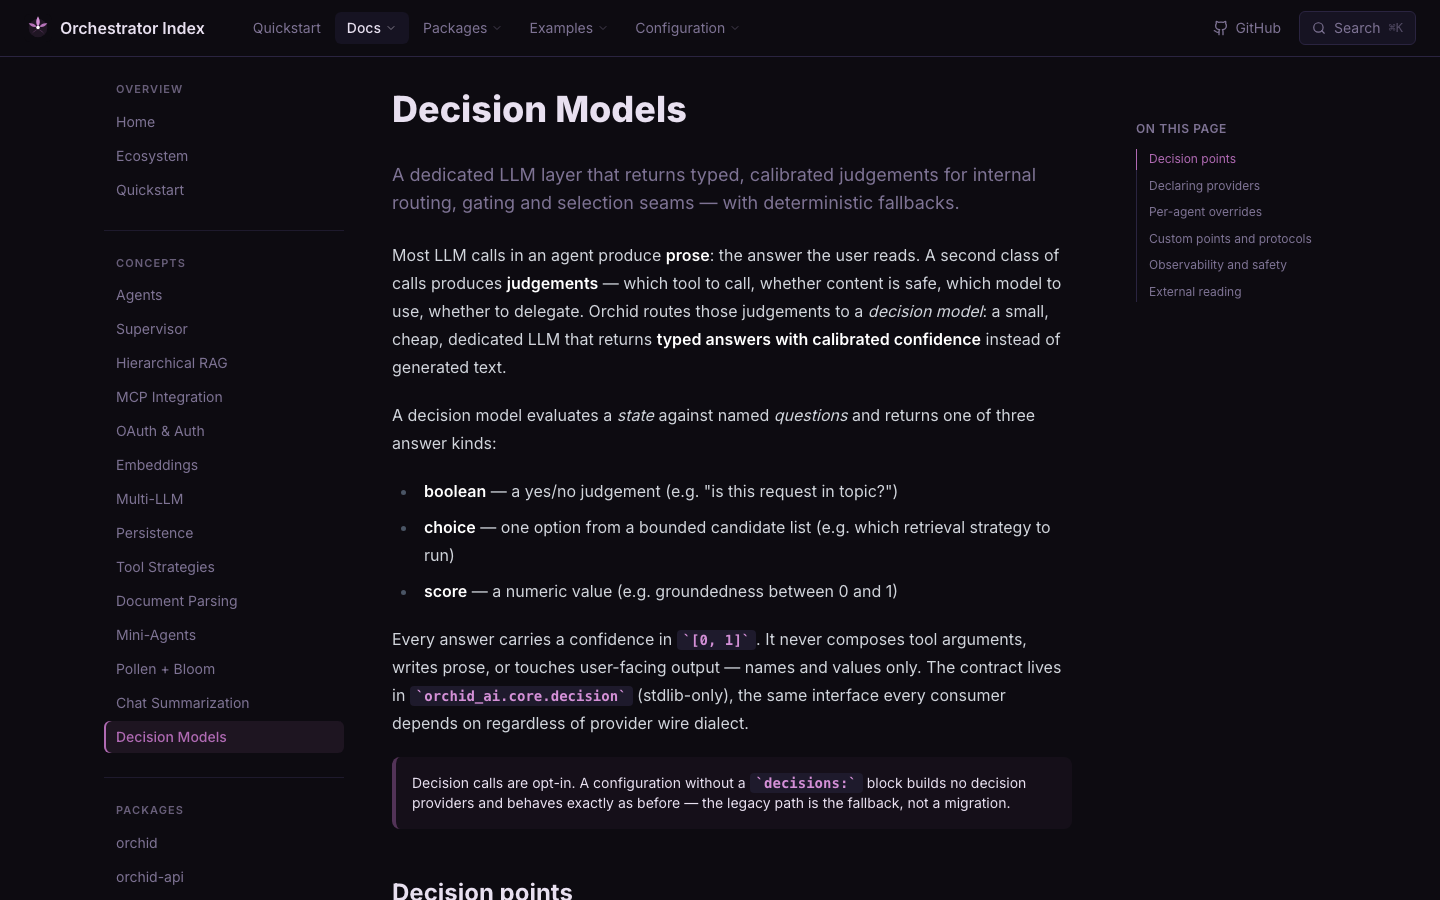 Orchestrator Index
Quickstart
Docs
Packages
Examples
Configuration
GitHub
Search ⌘K
OVERVIEW
Home
Ecosystem
Quickstart
CONCEPTS
Agents
Supervisor
Hierarchical RAG
MCP Integration
OAuth & Auth
Embeddings
Multi-LLM
Persistence
Tool Strategies
Document Parsing
Mini-Agents
Pollen + Bloom
Chat Summarization
Decision Models
PACKAGES
orchid
orchid-api
Decision Models
A dedicated LLM layer that returns typed, calibrated judgements for internal
routing, gating and selection seams — with deterministic fallbacks.
Most LLM calls in an agent produce prose: the answer the user reads. A second class of
calls produces judgements — which tool to call, whether content is safe, which model to
use, whether to delegate. Orchid routes those judgements to a decision model: a small,
cheap, dedicated LLM that returns typed answers with calibrated confidence instead of
generated text.
A decision model evaluates a state against named questions and returns one of three
answer kinds:
• boolean — a yes/no judgement (e.g. "is this request in topic?")
• choice — one option from a bounded candidate list (e.g. which retrieval strategy to
run)
• score — a numeric value (e.g. groundedness between 0 and 1)
Every answer carries a confidence in `[0, 1]`. It never composes tool arguments,
writes prose, or touches user-facing output — names and values only. The contract lives
in `orchid_ai.core.decision` (stdlib-only), the same interface every consumer
depends on regardless of provider wire dialect.
Decision calls are opt-in. A configuration without a `decisions:` block builds no decision
providers and behaves exactly as before — the legacy path is the fallback, not a migration.
Decision points
ON THIS PAGE
Decision points
Declaring providers
Per-agent overrides
Custom points and protocols
Observability and safety
External reading